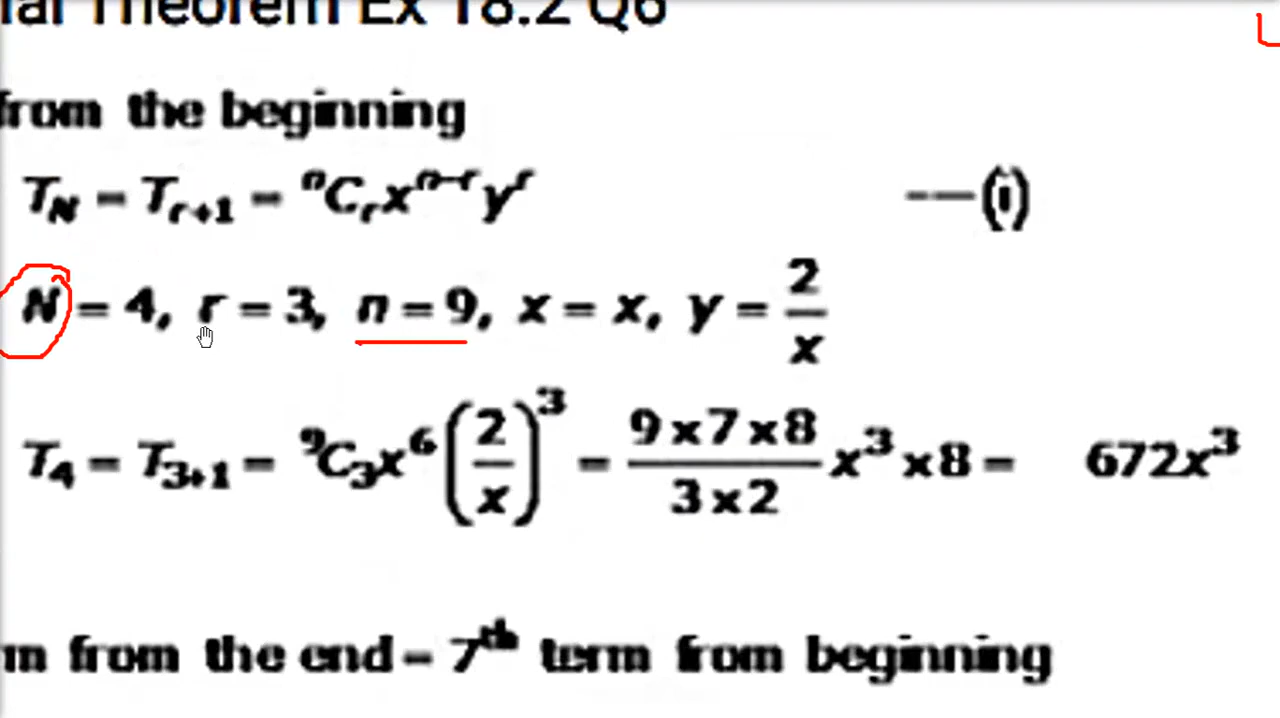 Theorem Ex 18.2 Q6
from the beginning
T_N = T_{r+1} = ⁿC_r x^{n-r} y^r ---(i)
N = 4, r = 3, n = 9, x = x, y = 2/x
T_4 = T_{3+1} = ⁹C_3 x^6 (2/x)^3 = (9×7×8)/(3×2) x^3 ×8 = 672x^3
from the end = 7th term from beginning